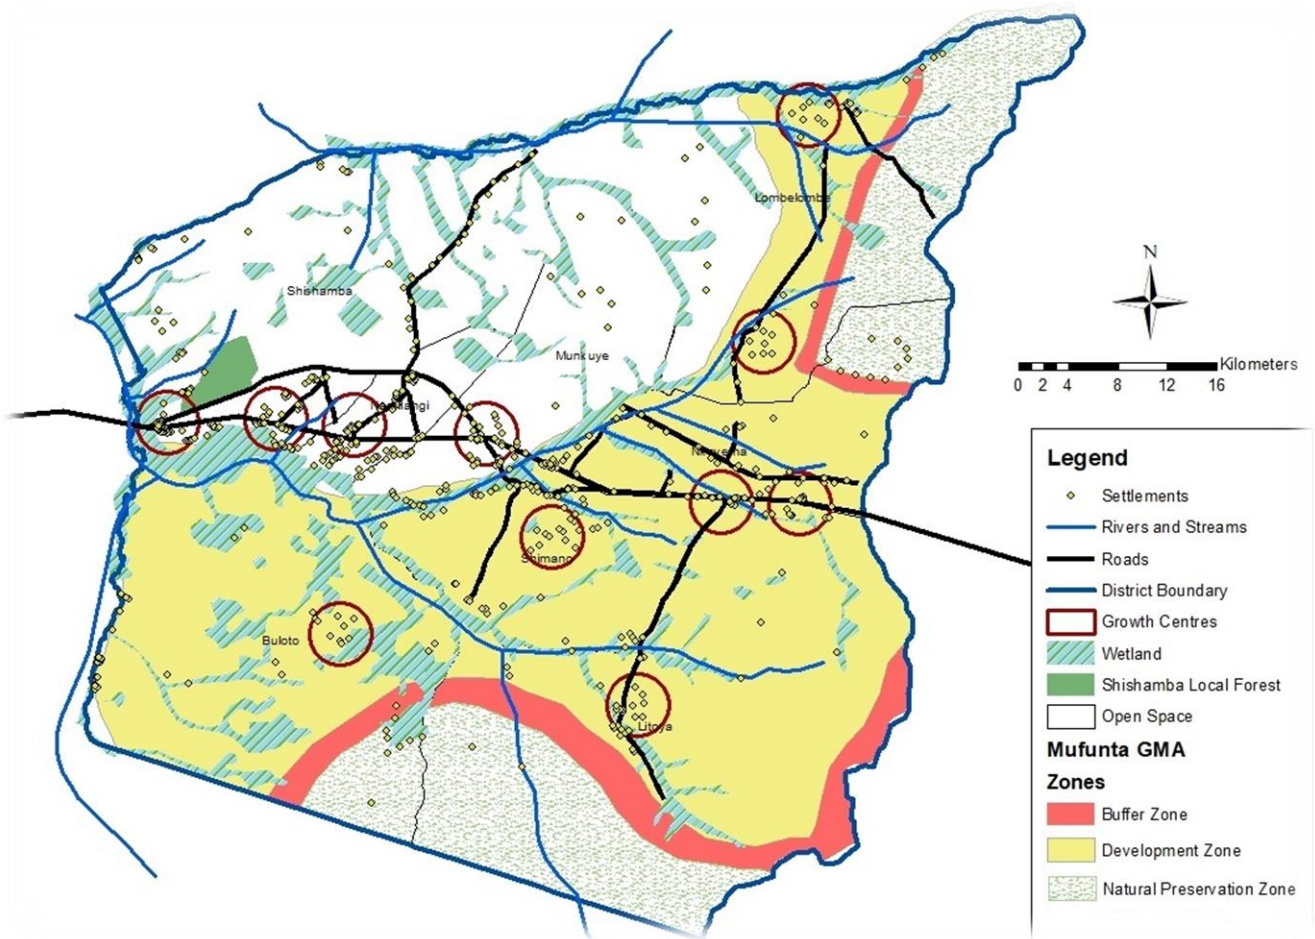 Lombelombe
N
Shishamba
Munkuye
Kilometers
0 2 4 8 12 16
Shimano
Buloto
Litoya
Legend
Settlements
Rivers and Streams
Roads
District Boundary
Growth Centres
Wetland
Shishamba Local Forest
Open Space
Mufunta GMA
Zones
Buffer Zone
Development Zone
Natural Preservation Zone